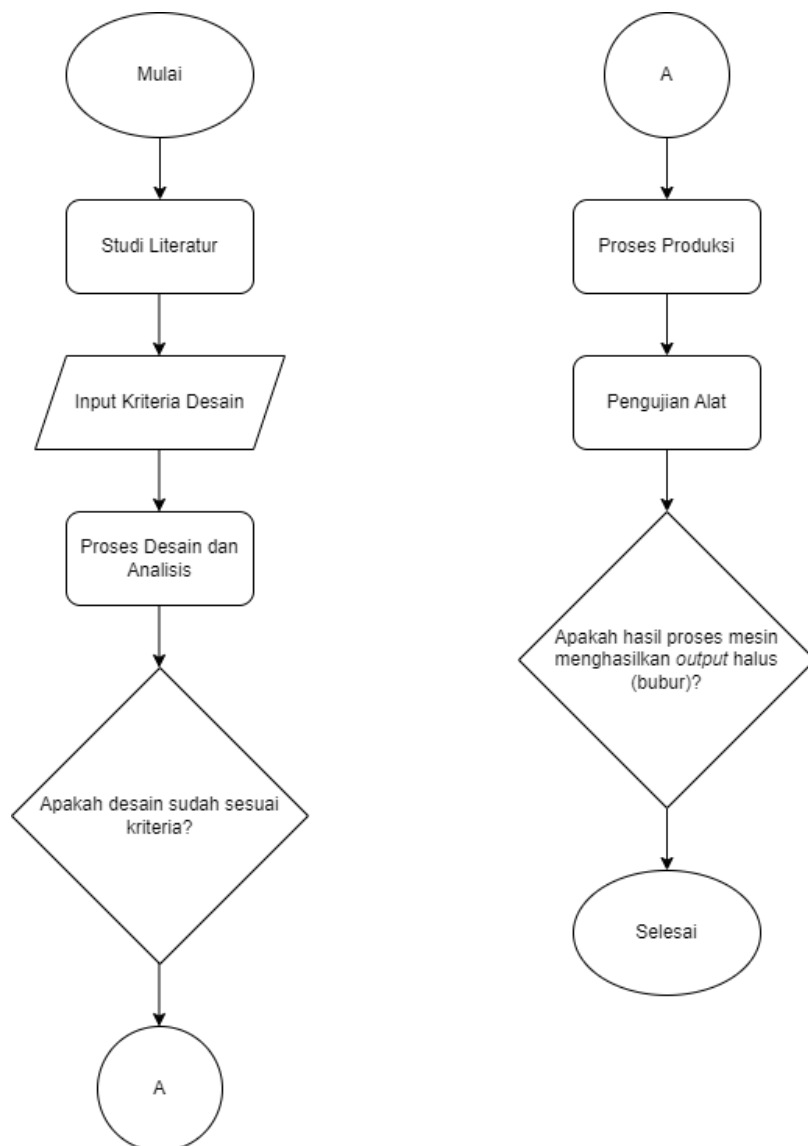 Mulai
Studi Literatur
Input Kriteria Desain
Proses Desain dan
Analisis
Apakah desain sudah sesuai
kriteria?
A
A
Proses Produksi
Pengujian Alat
Apakah hasil proses mesin
menghasilkan output halus
(bubur)?
Selesai